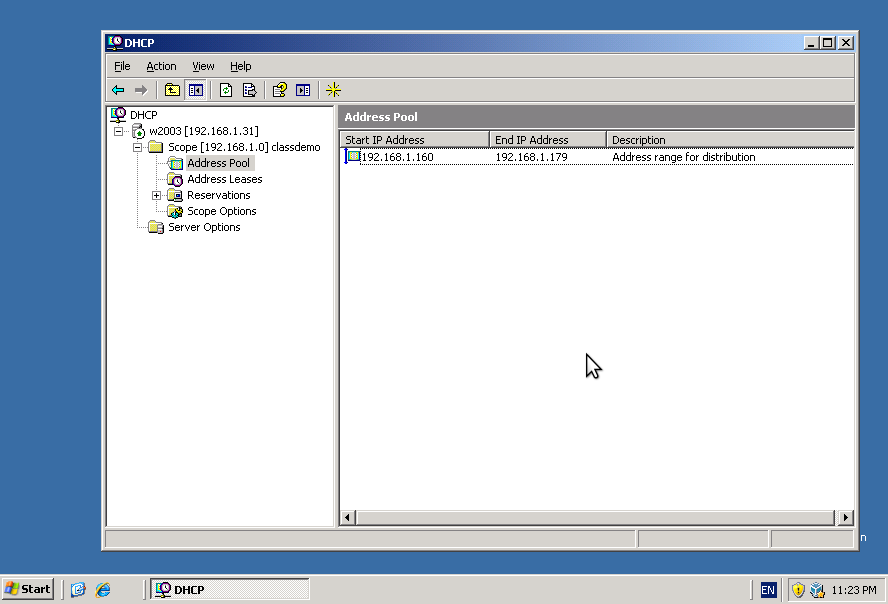 DHCP
File Action View Help
DHCP
w2003 [192.168.1.31]
Scope [192.168.1.0] classdemo
Address Pool
Address Leases
Reservations
Scope Options
Server Options
Address Pool
Start IP Address End IP Address Description
192.168.1.160 192.168.1.179 Address range for distribution
n
Start DHCP EN 11:23 PM